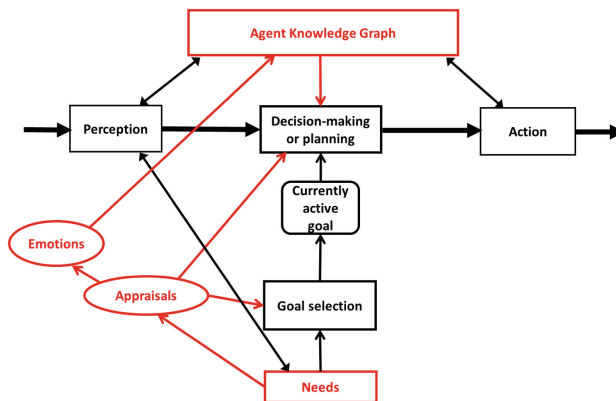 Agent Knowledge Graph
Perception
Decision-making
or planning
Action
Currently
active
goal
Emotions
Appraisals
Goal selection
Needs